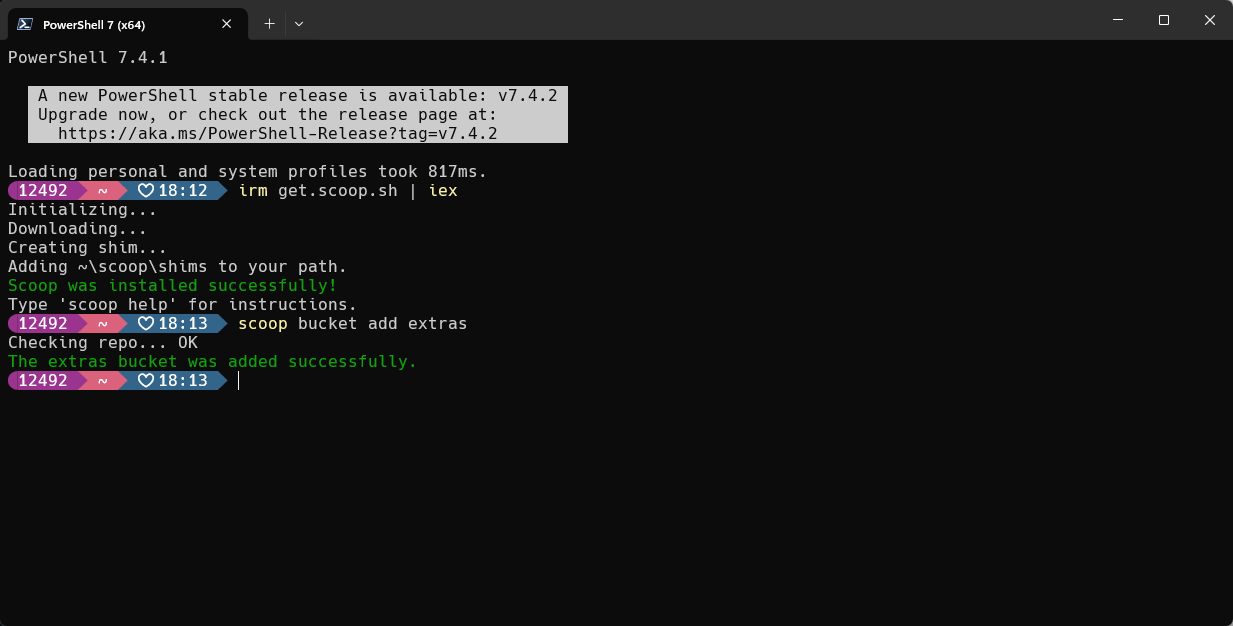 PowerShell 7 (x64)
PowerShell 7.4.1
A new PowerShell stable release is available: v7.4.2
Upgrade now, or check out the release page at:
https://aka.ms/PowerShell-Release?tag=v7.4.2
Loading personal and system profiles took 817ms.
12492 ~ ♡ 18:12 irm get.scoop.sh | iex
Initializing...
Downloading...
Creating shim...
Adding ~\scoop\shims to your path.
Scoop was installed successfully!
Type 'scoop help' for instructions.
12492 ~ ♡ 18:13 scoop bucket add extras
Checking repo... OK
The extras bucket was added successfully.
12492 ~ ♡ 18:13